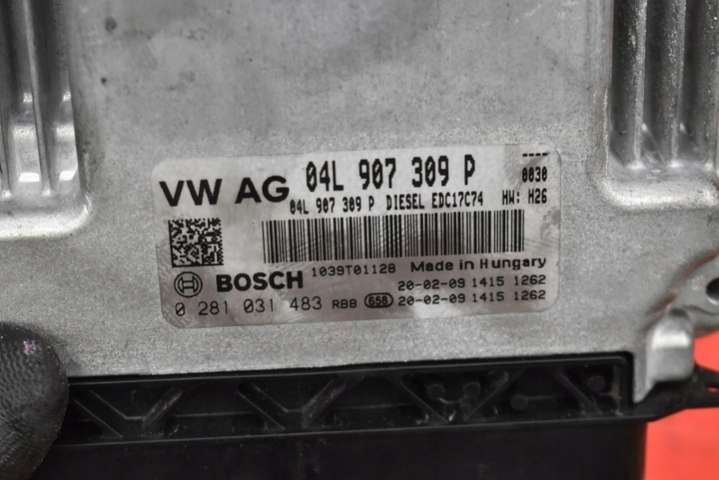 VW AG 04L 907 309 P ----
0030
04L 907 309 P DIESEL EDC17C74 HW: H26
BOSCH 1039T01128 Made in Hungary
20-02-09 1415 1262
0 281 031 483 RBB 658 20-02-09 1415 1262